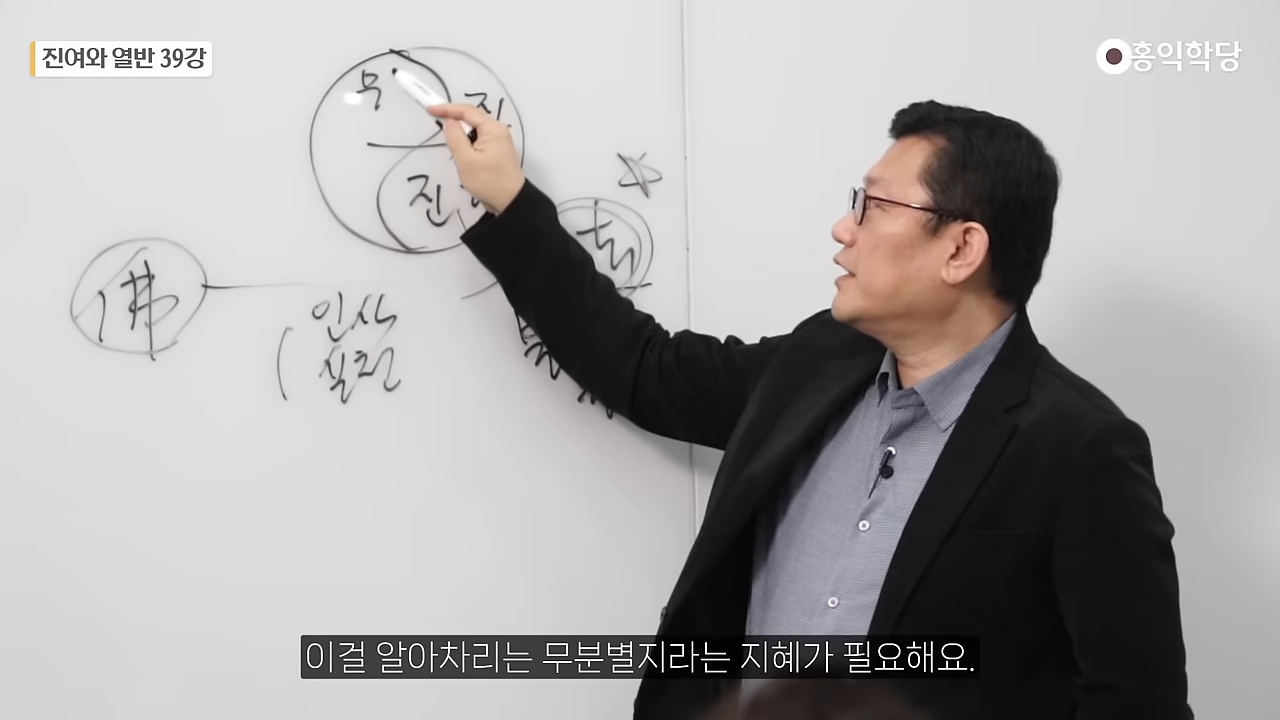 진여와 열반 39강
홍익학당
무
진
진
佛
인사
실천
이걸 알아차리는 무분별지라는 지혜가 필요해요.